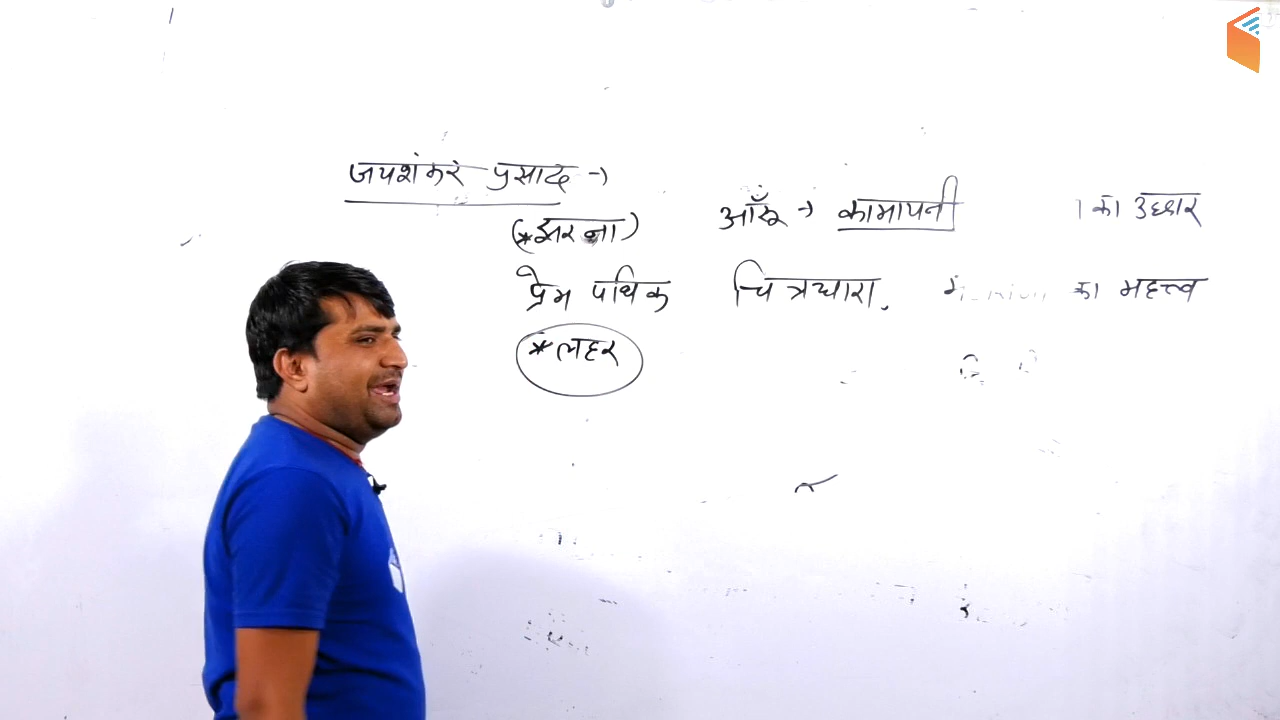 जयशंकर प्रसाद →
(*झरना) आँसू → कामायनी का उद्धार
प्रेम पथिक चित्राधारा. का महत्त्व
*लहर